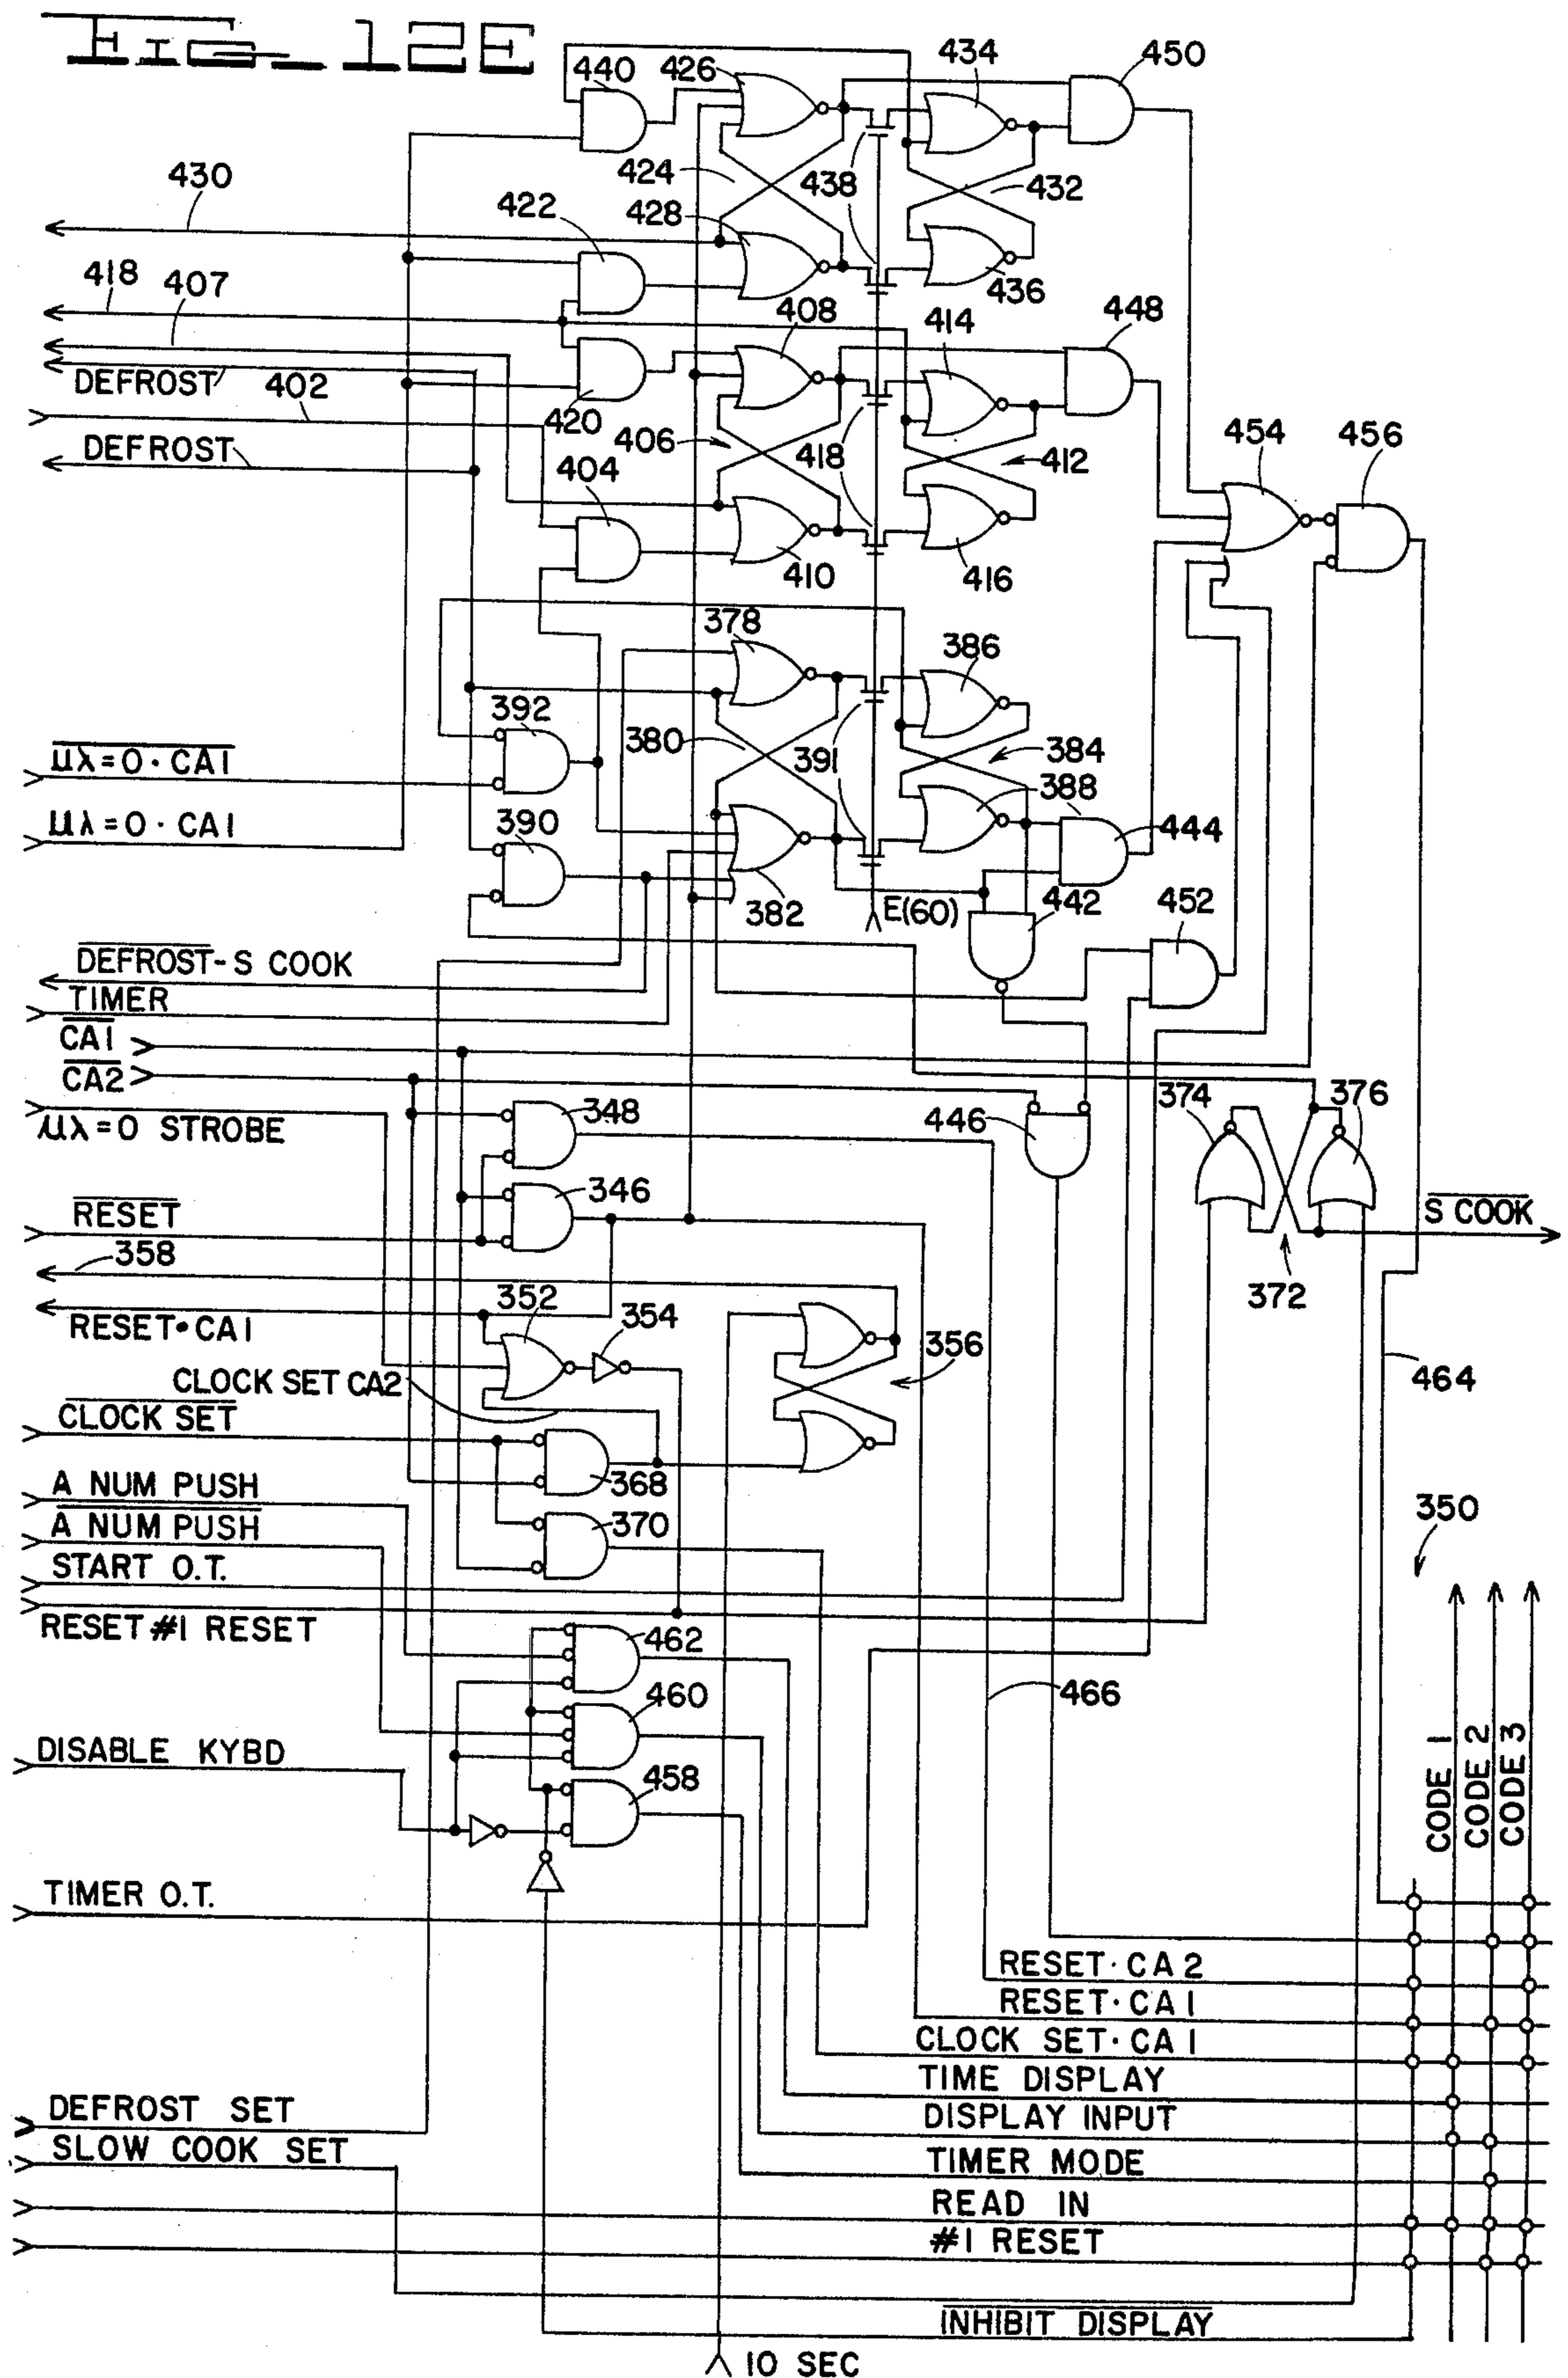 FIG_12E
440
426
434
450
430
424
438
432
422
428
436
418
407
408
414
448
DEFROST
402
420
406
418
412
454
456
DEFROST
404
410
416
378
386
392
380
391
384
μλ=0·CA1
388
μλ=0·CA1
390
444
382
E(60)
442
452
DEFROST-S COOK
TIMER
CA1
CA2
374
376
348
446
μλ=0 STROBE
346
RESET
S COOK
358
372
352
354
RESET•CA1
356
464
CLOCK SET CA2
CLOCK SET
368
A NUM PUSH
370
350
A NUM PUSH
START O.T.
RESET #1 RESET
462
460
466
DISABLE KYBD
458
CODE 1
CODE 2
CODE 3
TIMER O.T.
RESET·CA2
RESET·CA1
CLOCK SET·CA1
TIME DISPLAY
DEFROST SET
DISPLAY INPUT
SLOW COOK SET
TIMER MODE
READ IN
#1 RESET
INHIBIT DISPLAY
10 SEC